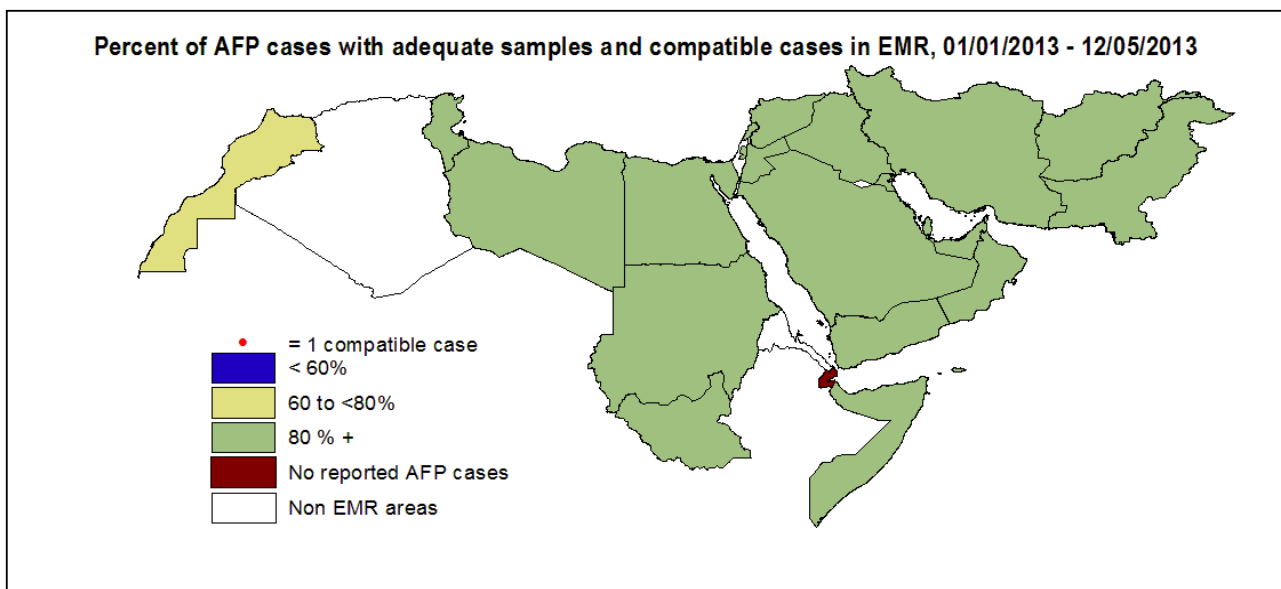 Percent of AFP cases with adequate samples and compatible cases in EMR, 01/01/2013 - 12/05/2013
= 1 compatible case
< 60%
60 to <80%
80 % +
No reported AFP cases
Non EMR areas